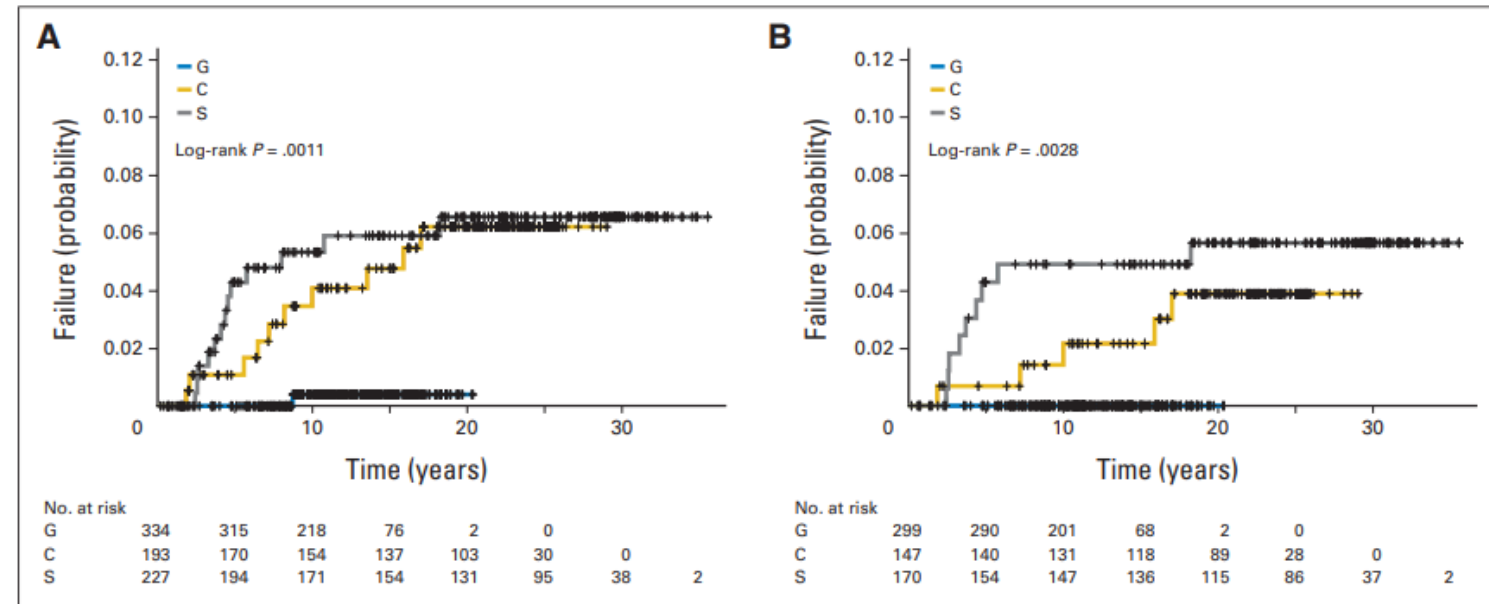 A
0.12
0.10
0.08
0.06
0.04
0.02
G
C
S
Log-rank P = .0011
Failure (probability)
0 10 20 30
Time (years)
No. at risk
G 334 315 218 76 2 0
C 193 170 154 137 103 30 0
S 227 194 171 154 131 95 38 2
B
0.12
0.10
0.08
0.06
0.04
0.02
G
C
S
Log-rank P = .0028
Failure (probability)
0 10 20 30
Time (years)
No. at risk
G 299 290 201 68 2 0
C 147 140 131 118 89 28 0
S 170 154 147 136 115 86 37 2